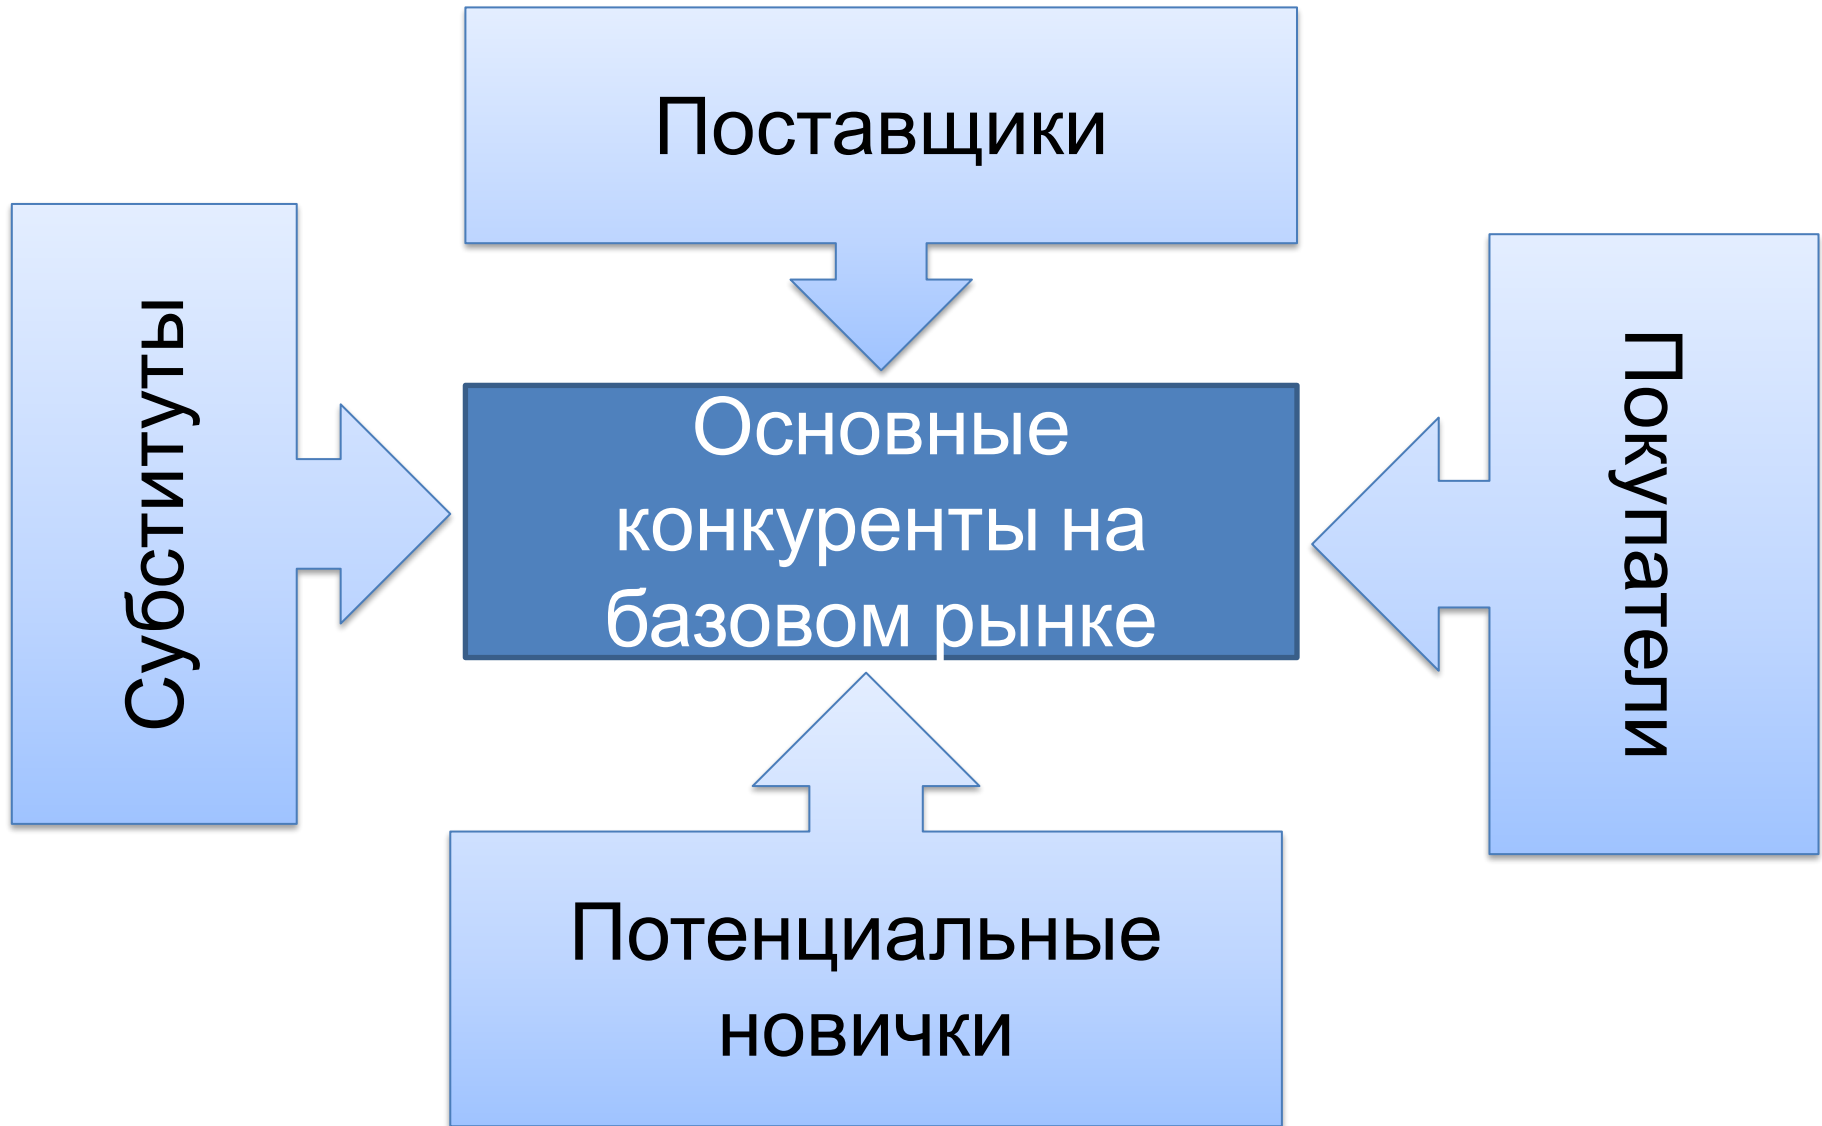 Поставщики
Субституты
Основные
конкуренты на
базовом рынке
Покупатели
Потенциальные
новички